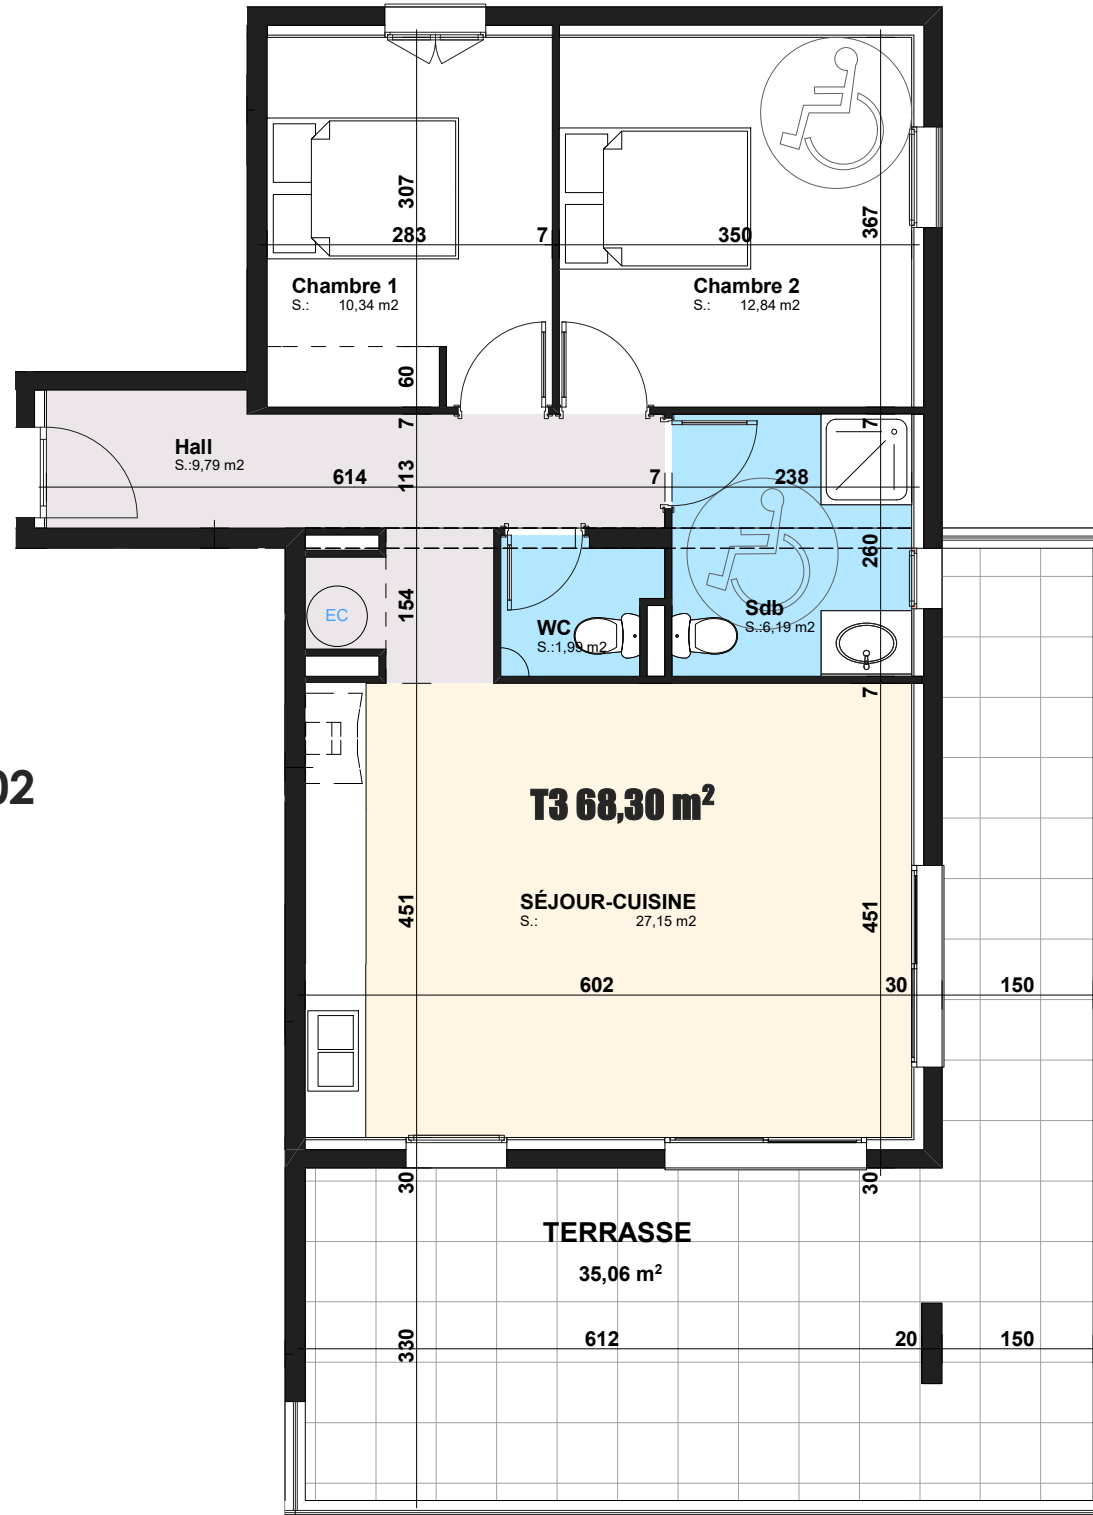 307
283
7
350
367
Chambre 1
S.: 10,34 m2
Chambre 2
S.: 12,84 m2
60
7
7
Hall
S.:9,79 m2
614
113
7
238
260
EC
154
WC
S.:1,99 m2
Sdb
S.:6,19 m2
7
02
T3 68,30 m²
SÉJOUR-CUISINE
S.: 27,15 m2
451
451
602
30
150
30
30
TERRASSE
35,06 m²
330
612
20
150